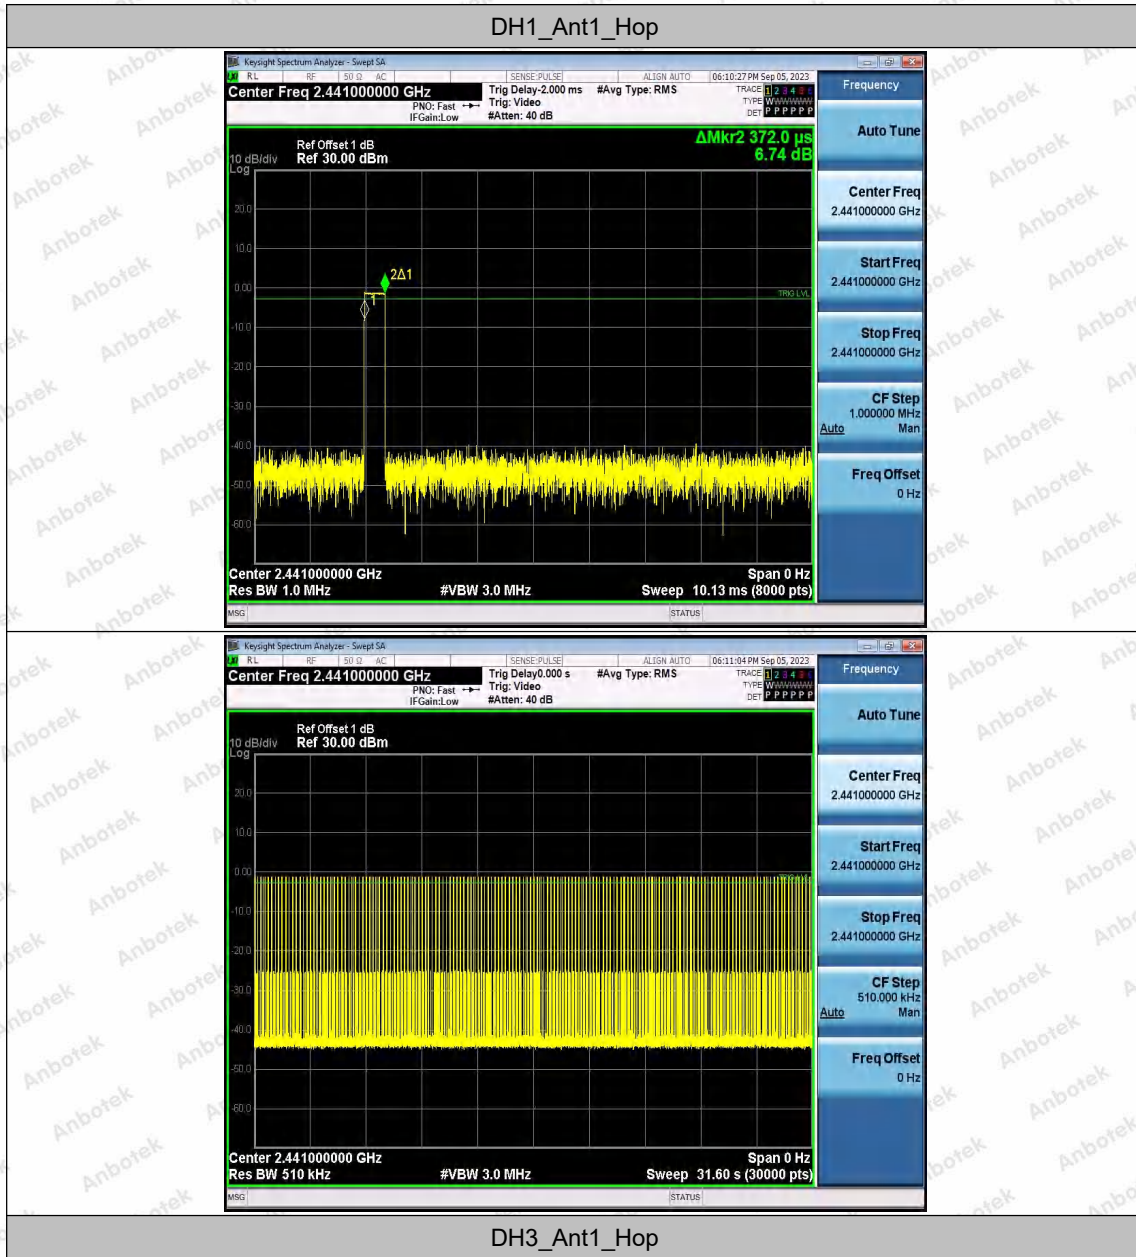 DH1_Ant1_Hop
Keysight Spectrum Analyzer - Swept SA
RL RF 50 Ω AC SENSE:PULSE ALIGN AUTO 06:10:27 PM Sep 05, 2023
Center Freq 2.441000000 GHz Trig Delay-2.000 ms #Avg Type: RMS TRACE 1 2 3 4 5 6
PNO: Fast Trig: Video TYPE WWWWWW
IFGain:Low #Atten: 40 dB DET P P P P P P
Frequency
Auto Tune
ΔMkr2 372.0 µs
6.74 dB
Ref Offset 1 dB
10 dB/div Ref 30.00 dBm
Log
20.0
10.0
0.00
-10.0
-20.0
-30.0
-40.0
-50.0
-60.0
2Δ1
1
TRIG LVL
Center Freq
2.441000000 GHz
Start Freq
2.441000000 GHz
Stop Freq
2.441000000 GHz
CF Step
1.000000 MHz
Auto Man
Freq Offset
0 Hz
Center 2.441000000 GHz Span 0 Hz
Res BW 1.0 MHz #VBW 3.0 MHz Sweep 10.13 ms (8000 pts)
MSG STATUS
Keysight Spectrum Analyzer - Swept SA
RL RF 50 Ω AC SENSE:PULSE ALIGN AUTO 06:11:04 PM Sep 05, 2023
Center Freq 2.441000000 GHz Trig Delay0.000 s #Avg Type: RMS TRACE 1 2 3 4 5 6
PNO: Fast Trig: Video TYPE WWWWWW
IFGain:Low #Atten: 40 dB DET P P P P P P
Frequency
Auto Tune
Ref Offset 1 dB
10 dB/div Ref 30.00 dBm
Log
20.0
10.0
0.00
-10.0
-20.0
-30.0
-40.0
-50.0
-60.0
Center Freq
2.441000000 GHz
Start Freq
2.441000000 GHz
Stop Freq
2.441000000 GHz
CF Step
510.000 kHz
Auto Man
Freq Offset
0 Hz
Center 2.441000000 GHz Span 0 Hz
Res BW 510 kHz #VBW 3.0 MHz Sweep 31.60 s (30000 pts)
MSG STATUS
DH3_Ant1_Hop
Anbotek